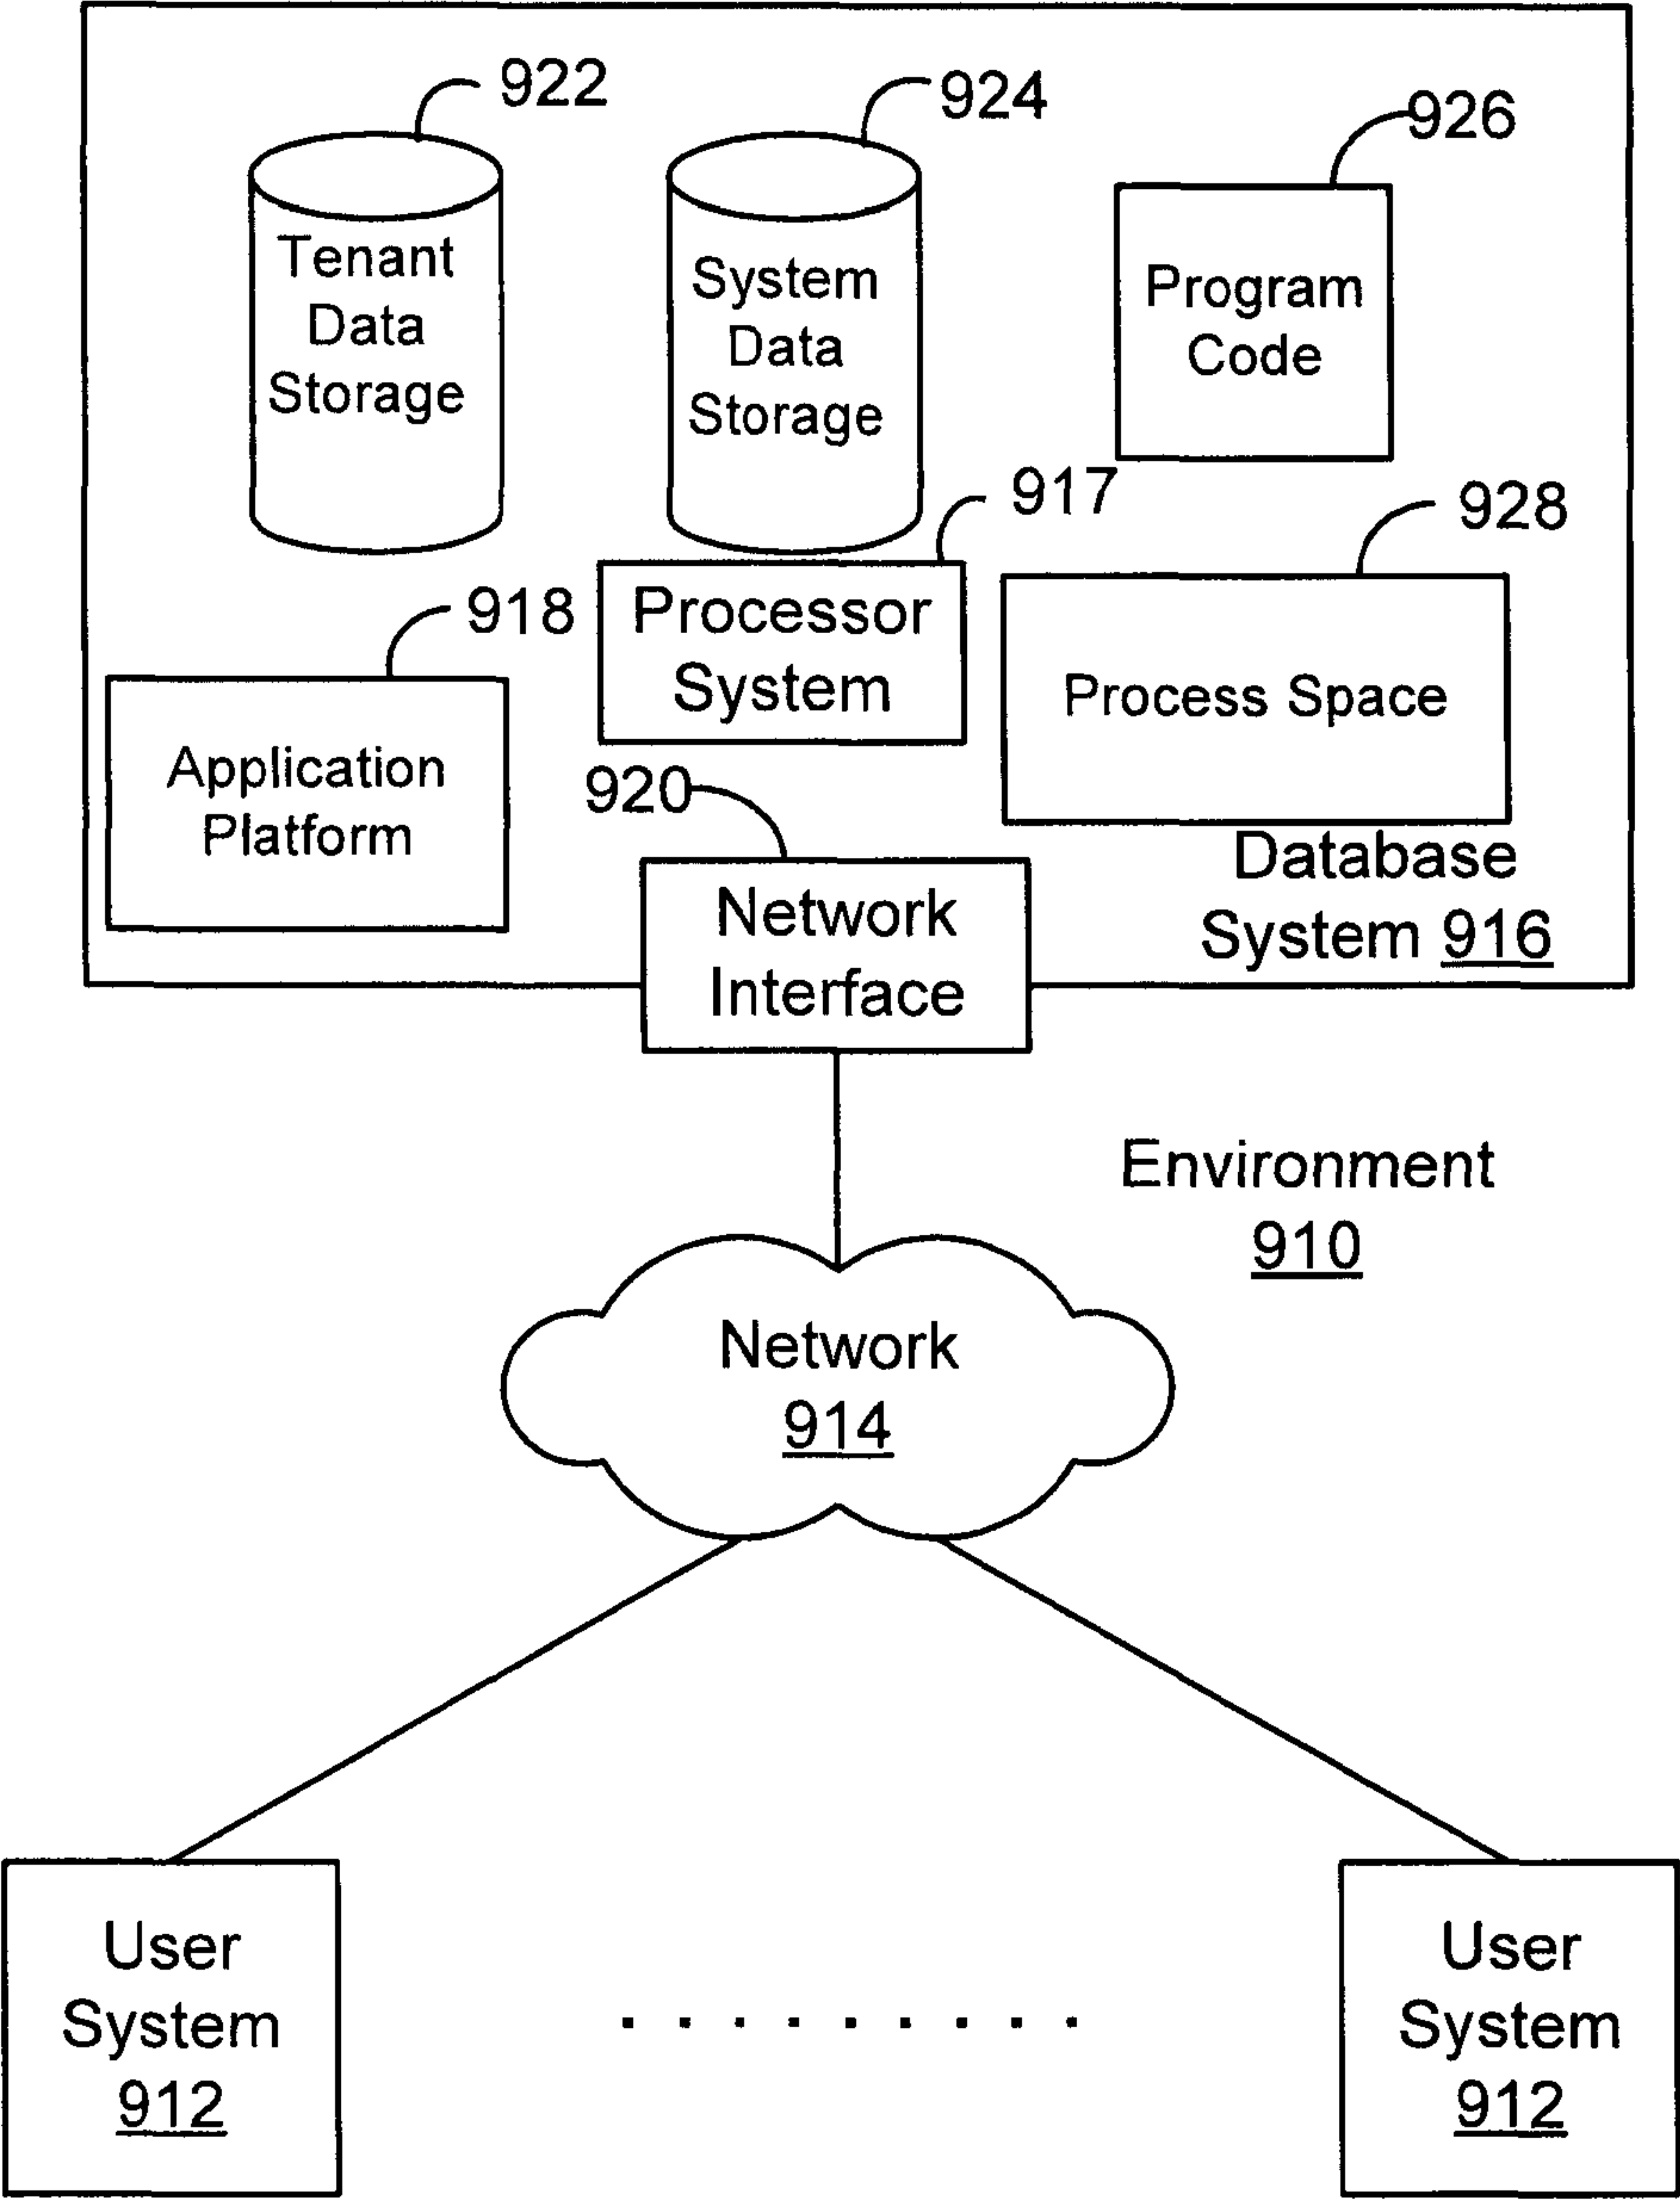 922
924
926
Tenant
Data
Storage
System
Data
Storage
Program
Code
917
928
918
Processor
System
Process Space
Application
Platform
920
Network
Interface
Database
System 916
Environment
910
Network
914
User
System
912
User
System
912